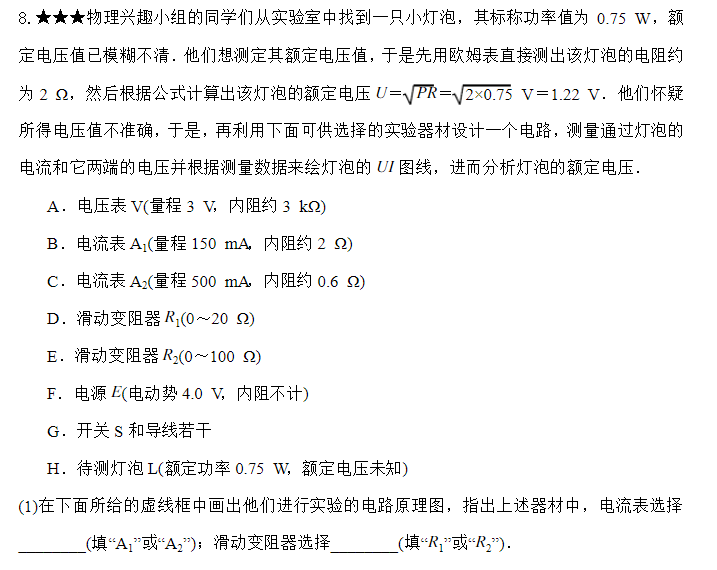 8.★★★物理兴趣小组的同学们从实验室中找到一只小灯泡，其标称功率值为 0.75 W，额
定电压值已模糊不清．他们想测定其额定电压值，于是先用欧姆表直接测出该灯泡的电阻约
为 2 Ω，然后根据公式计算出该灯泡的额定电压 U＝√PR＝√2×0.75 V＝1.22 V．他们怀疑
所得电压值不准确，于是，再利用下面可供选择的实验器材设计一个电路，测量通过灯泡的
电流和它两端的电压并根据测量数据来绘灯泡的 UI 图线，进而分析灯泡的额定电压．
A．电压表 V(量程 3 V，内阻约 3 kΩ)
B．电流表 A₁(量程 150 mA，内阻约 2 Ω)
C．电流表 A₂(量程 500 mA，内阻约 0.6 Ω)
D．滑动变阻器 R₁(0～20 Ω)
E．滑动变阻器 R₂(0～100 Ω)
F．电源 E(电动势 4.0 V，内阻不计)
G．开关 S 和导线若干
H．待测灯泡 L(额定功率 0.75 W，额定电压未知)
(1)在下面所给的虚线框中画出他们进行实验的电路原理图，指出上述器材中，电流表选择
________(填“A₁”或“A₂”)；滑动变阻器选择________(填“R₁”或“R₂”)．